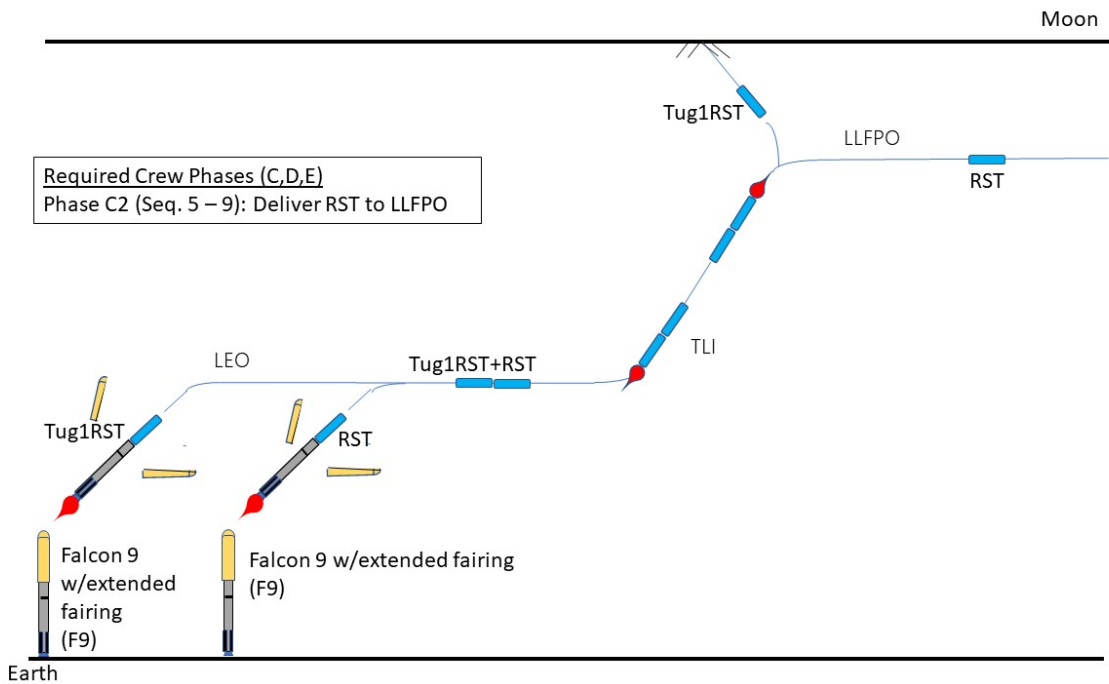 Moon
Tug1RST
LLFPO
RST
Required Crew Phases (C,D,E)
Phase C2 (Seq. 5 – 9): Deliver RST to LLFPO
TLI
LEO
Tug1RST+RST
Tug1RST
RST
Falcon 9
w/extended
fairing
(F9)
Falcon 9 w/extended fairing
(F9)
Earth